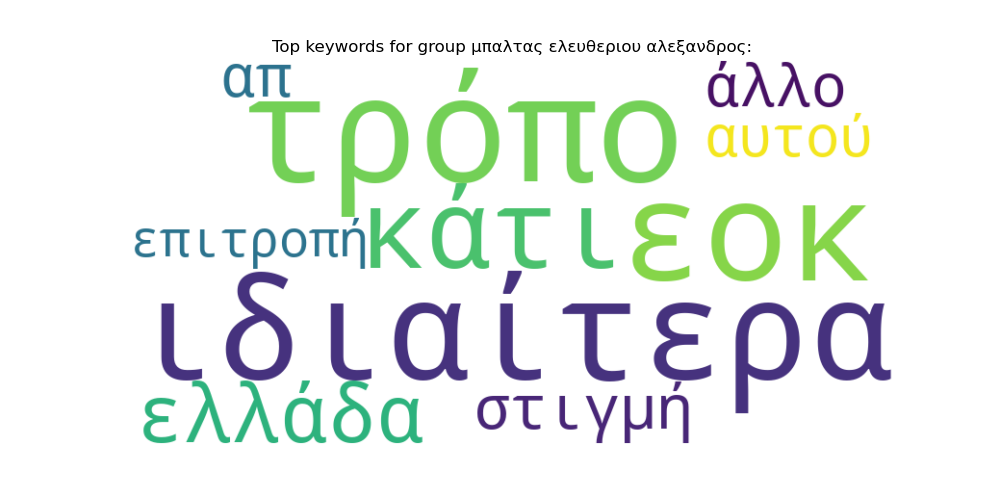 Top keywords for group μπαλτας ελευθεριου αλεξανδρος:
απ
τρόπο
άλλο
αυτού
επιτροπή
κάτι
εοκ
ιδιαίτερα
ελλάδα
στιγμή